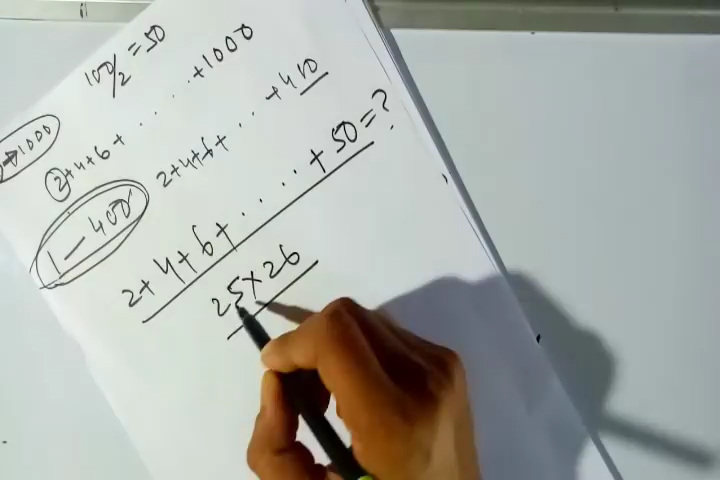 100/2 = 50
→1000
2+4+6+ . . . . . +1000
1 — 400
2+4+6+ . . . +400
2+4+6+ . . . . + 50 = ?
25×26